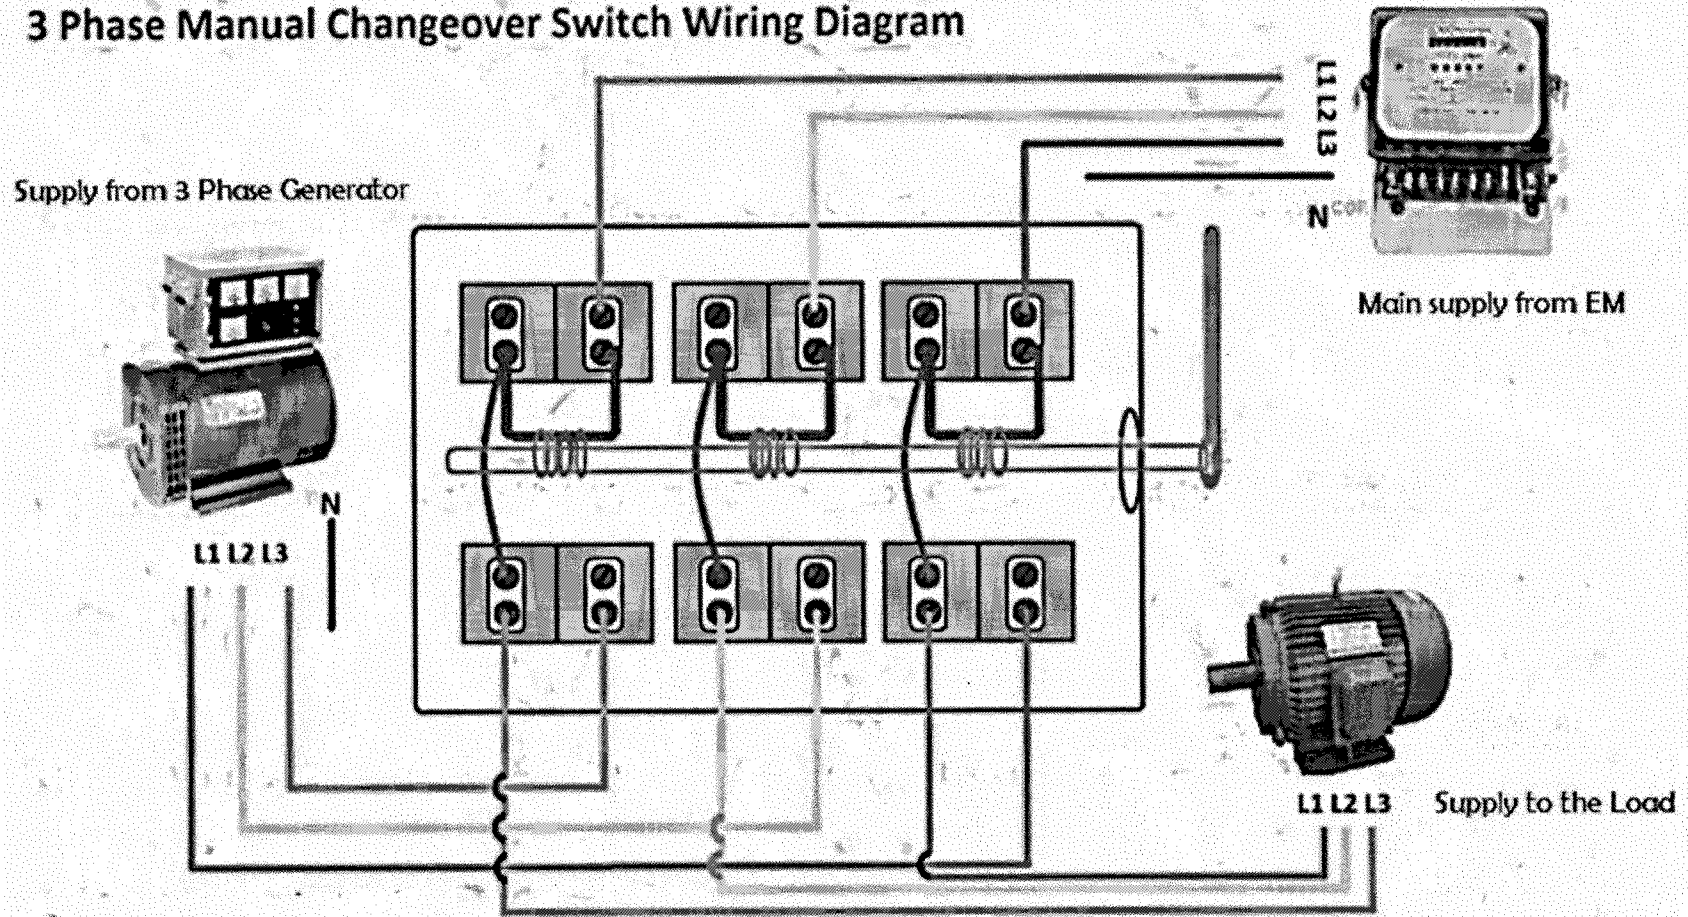 3 Phase Manual Changeover Switch Wiring Diagram
L1 L2 L3
N
Supply from 3 Phase Generator
Main supply from EM
N
L1 L2 L3
L1 L2 L3
Supply to the Load